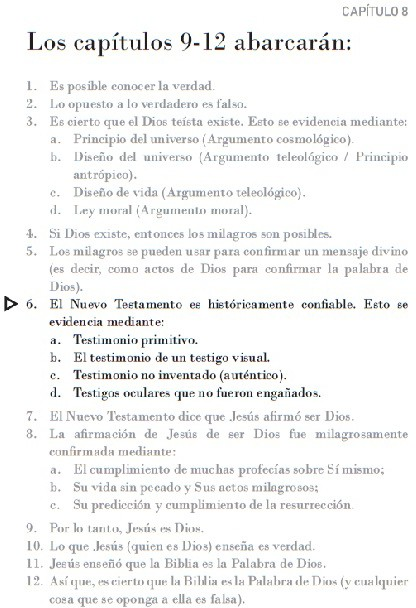 CAPÍTULO 8
Los capítulos 9-12 abarcarán:
1. Es posible conocer la verdad.
2. Lo opuesto a lo verdadero es falso.
3. Es cierto que el Dios teísta existe. Esto se evidencia mediante:
a. Principio del universo (Argumento cosmológico).
b. Diseño del universo (Argumento teleológico / Principio
antrópico).
c. Diseño de vida (Argumento teleológico).
d. Ley moral (Argumento moral).
4. Si Dios existe, entonces los milagros son posibles.
5. Los milagros se pueden usar para confirmar un mensaje divino
(es decir, como actos de Dios para confirmar la palabra de
Dios).
6. El Nuevo Testamento es históricamente confiable. Esto se
evidencia mediante:
a. Testimonio primitivo.
b. El testimonio de un testigo visual.
c. Testimonio no inventado (auténtico).
d. Testigos oculares que no fueron engañados.
7. El Nuevo Testamento dice que Jesús afirmó ser Dios.
8. La afirmación de Jesús de ser Dios fue milagrosamente
confirmada mediante:
a. El cumplimiento de muchas profecías sobre Sí mismo;
b. Su vida sin pecado y Sus actos milagrosos;
c. Su predicción y cumplimiento de la resurrección.
9. Por lo tanto, Jesús es Dios.
10. Lo que Jesús (quien es Dios) enseña es verdad.
11. Jesús enseñó que la Biblia es la Palabra de Dios.
12. Así que, es cierto que la Biblia es la Palabra de Dios (y cualquier
cosa que se oponga a ella es falsa).